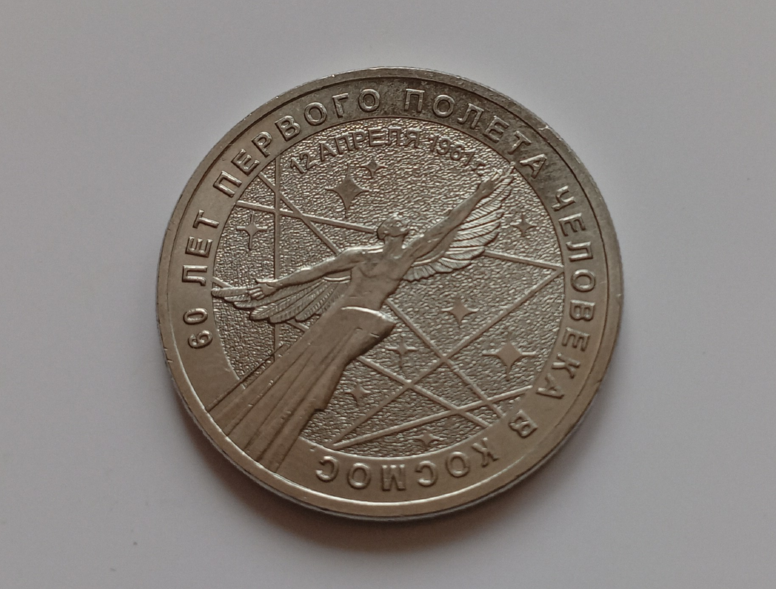 60 ЛЕТ ПЕРВОГО ПОЛЕТА ЧЕЛОВЕКА В КОСМОС
12 АПРЕЛЯ 1961 г.